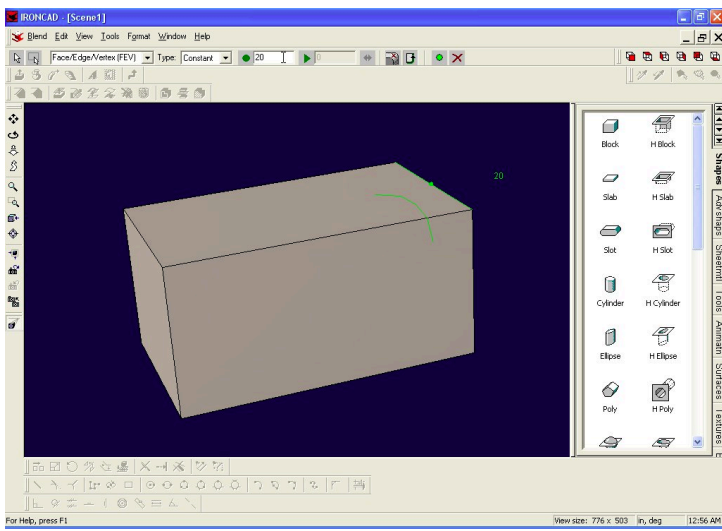 IRONCAD - [Scene1]
Blend Edit View Tools Format Window Help
Face/Edge/Vertex (FEV) Type: Constant 20 0
20
Block H Block
Slab H Slab
Slot H Slot
Cylinder H Cylinder
Ellipse H Ellipse
Poly H Poly
Shapes
Advshaps
Sheetmtl
Tools
Animatn
Surfaces
Textures
For Help, press F1 View size: 776 x 503 in, deg 12:56 AM